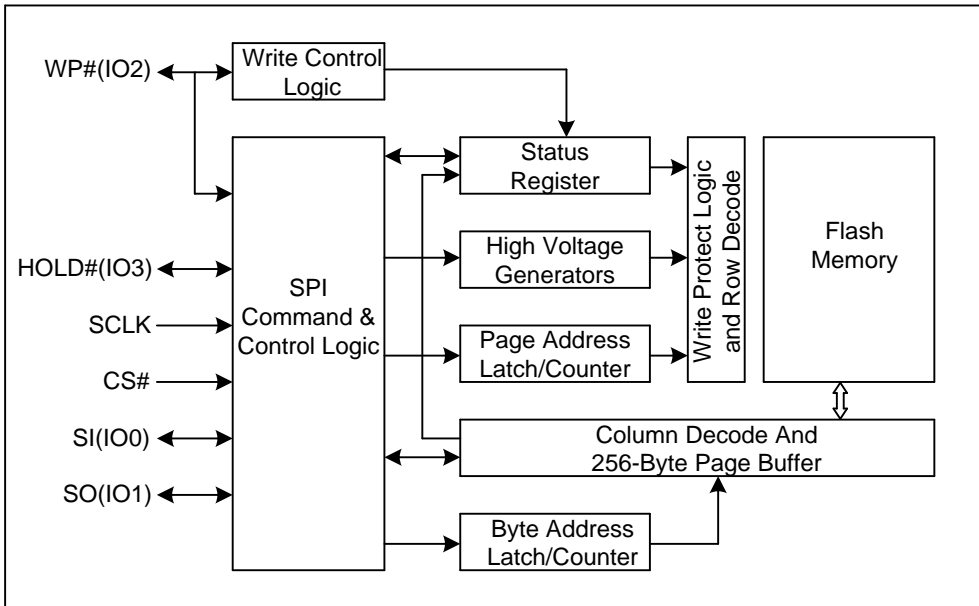 WP#(IO2)
Write Control
Logic
Status
Register
HOLD#(IO3)
SCLK
CS#
SI(IO0)
SO(IO1)
SPI
Command &
Control Logic
High Voltage
Generators
Page Address
Latch/Counter
Write Protect Logic
and Row Decode
Flash
Memory
Column Decode And
256-Byte Page Buffer
Byte Address
Latch/Counter